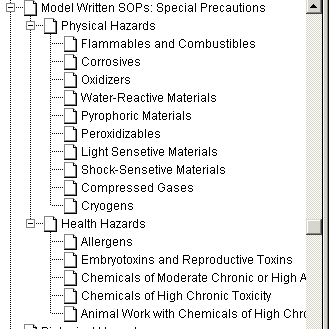 Model Written SOPs: Special Precautions
Physical Hazards
Flammables and Combustibles
Corrosives
Oxidizers
Water-Reactive Materials
Pyrophoric Materials
Peroxidizables
Light Sensetive Materials
Shock-Sensetive Materials
Compressed Gases
Cryogens
Health Hazards
Allergens
Embryotoxins and Reproductive Toxins
Chemicals of Moderate Chronic or High A
Chemicals of High Chronic Toxicity
Animal Work with Chemicals of High Chro